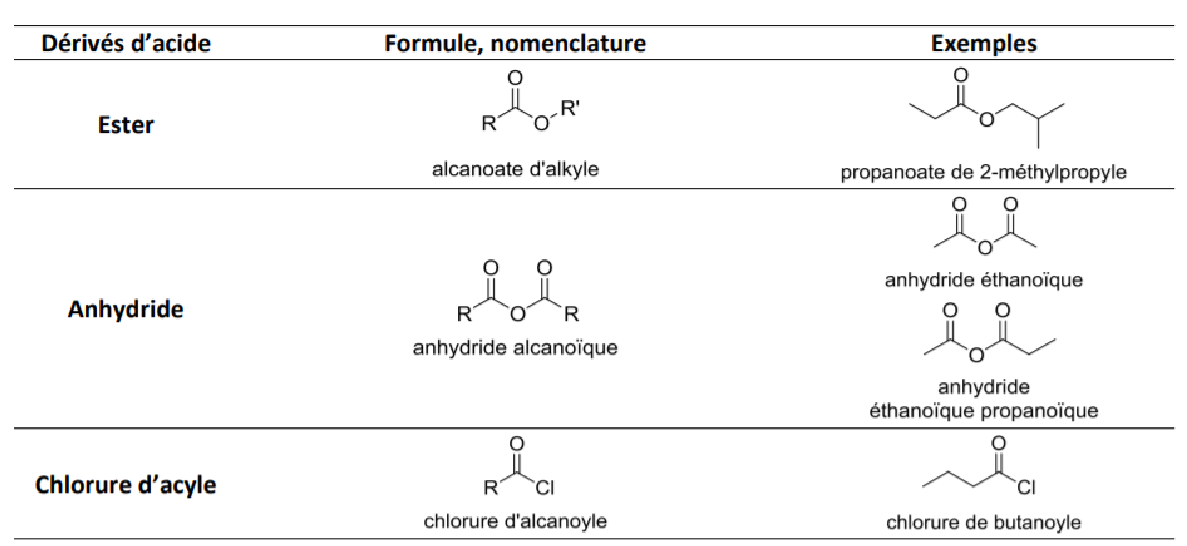 Dérivés d’acide Formule, nomenclature Exemples
Ester
O
R O R'
alcanoate d'alkyle
O
O
propanoate de 2-méthylpropyle
Anhydride
O O
R O R
anhydride alcanoïque
O O
O
anhydride éthanoïque
O O
O
anhydride
éthanoïque propanoïque
Chlorure d’acyle
O
R Cl
chlorure d'alcanoyle
O
Cl
chlorure de butanoyle